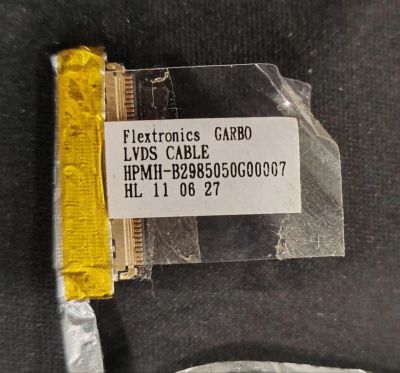 Flextronics GARBO
LVDS CABLE
HPMH-B2985050G00007
HL 11 06 27